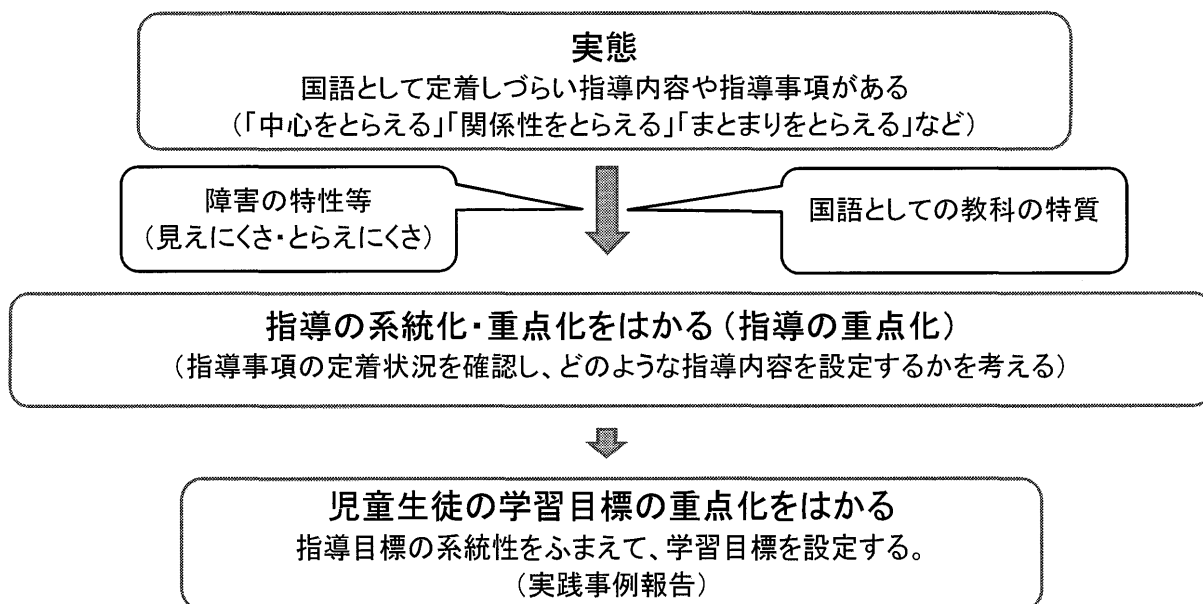 実態
国語として定着しづらい指導内容や指導事項がある
(「中心をとらえる」「関係性をとらえる」「まとまりをとらえる」など)
障害の特性等
(見えにくさ・とらえにくさ)
国語としての教科の特質
指導の系統化・重点化をはかる(指導の重点化)
(指導事項の定着状況を確認し、どのような指導内容を設定するかを考える)
児童生徒の学習目標の重点化をはかる
指導目標の系統性をふまえて、学習目標を設定する。
(実践事例報告)